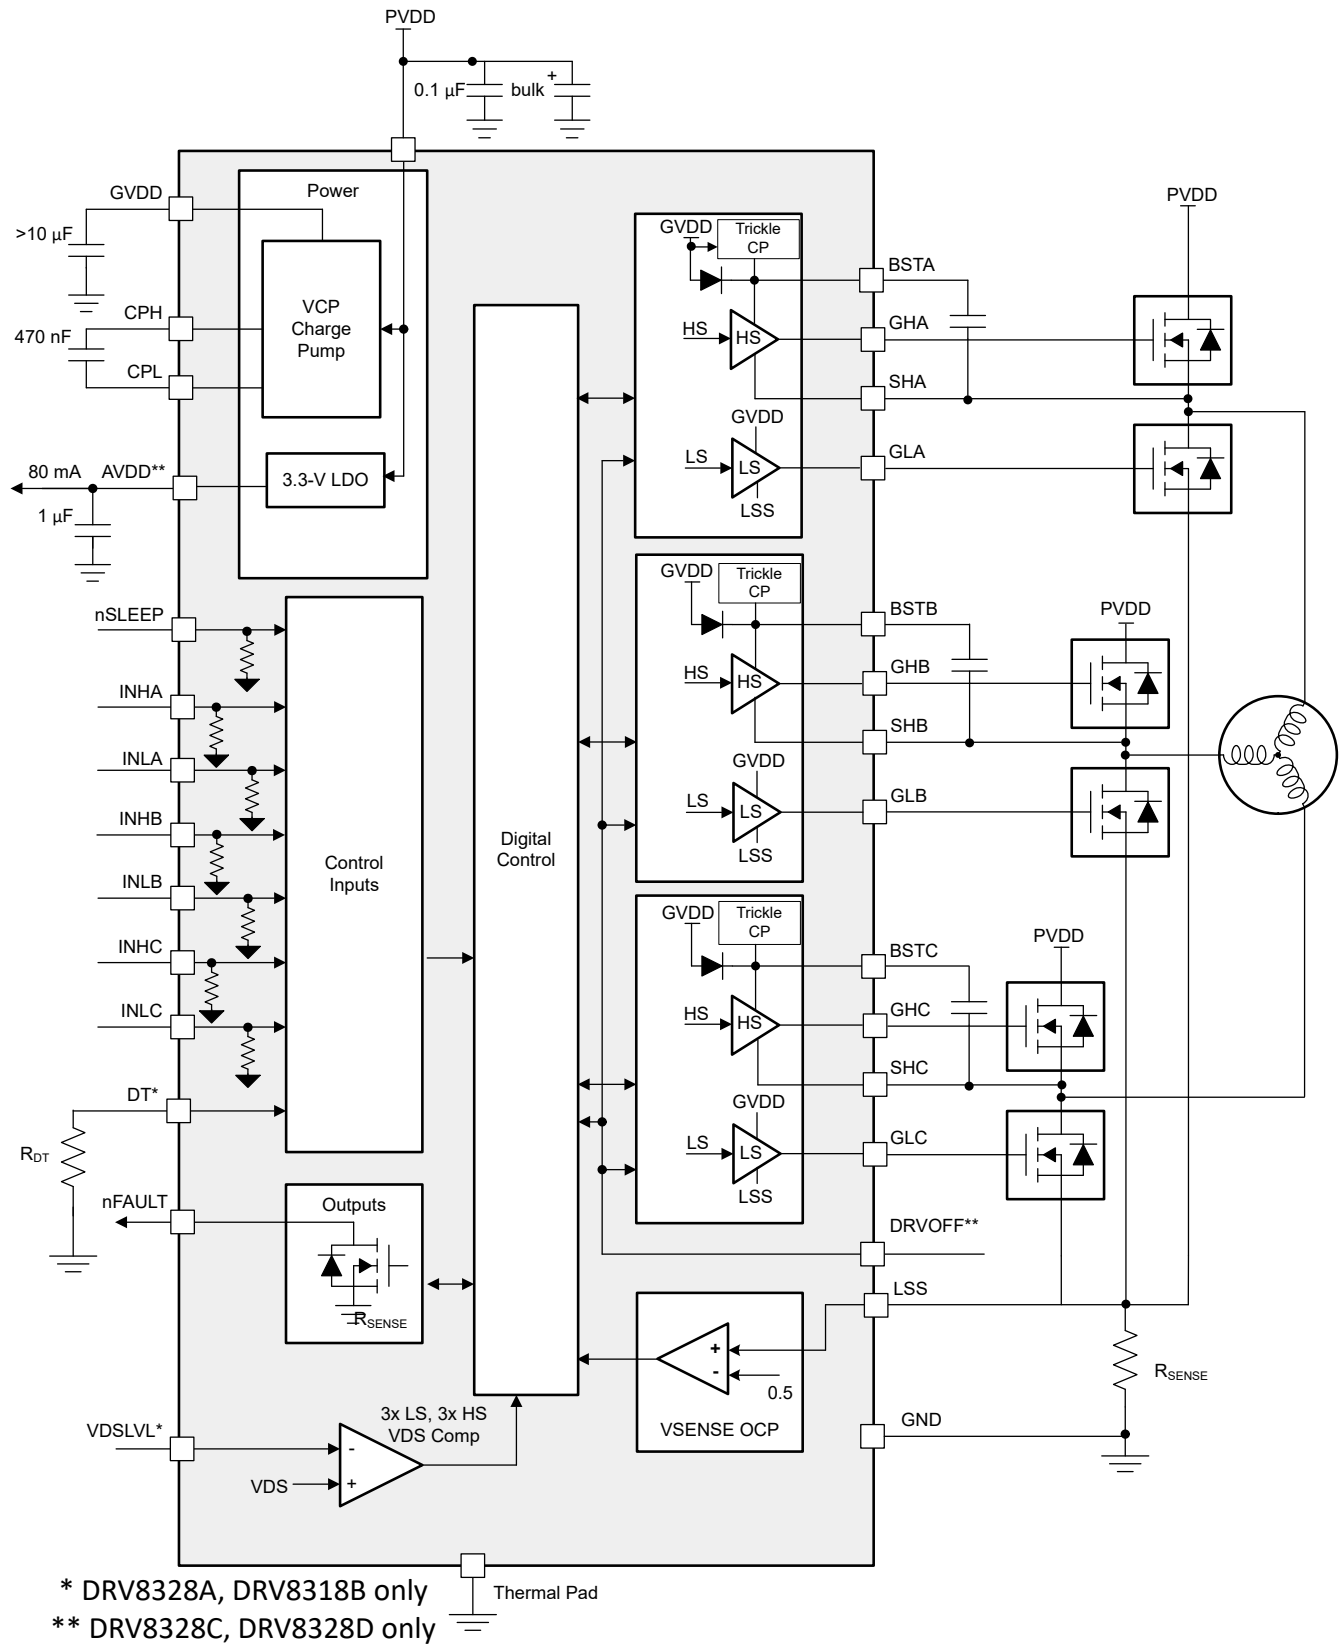 PVDD
0.1 µF
bulk
+
GVDD
>10 µF
CPH
470 nF
CPL
80 mA
AVDD**
1 µF
Power
VCP
Charge
Pump
3.3-V LDO
nSLEEP
INHA
INLA
INHB
INLB
INHC
INLC
DT*
RDT
nFAULT
Control
Inputs
Outputs
RSENSE
VDSLVL*
VDS
-
+
3x LS, 3x HS
VDS Comp
Digital
Control
GVDD
Trickle
CP
HS
HS
GVDD
LS
LS
LSS
GVDD
Trickle
CP
HS
HS
GVDD
LS
LS
LSS
GVDD
Trickle
CP
HS
HS
GVDD
LS
LS
LSS
+
-
0.5
VSENSE OCP
BSTA
GHA
SHA
GLA
BSTB
GHB
SHB
GLB
BSTC
GHC
SHC
GLC
DRVOFF**
LSS
GND
PVDD
PVDD
PVDD
RSENSE
Thermal Pad
* DRV8328A, DRV8318B only
** DRV8328C, DRV8328D only